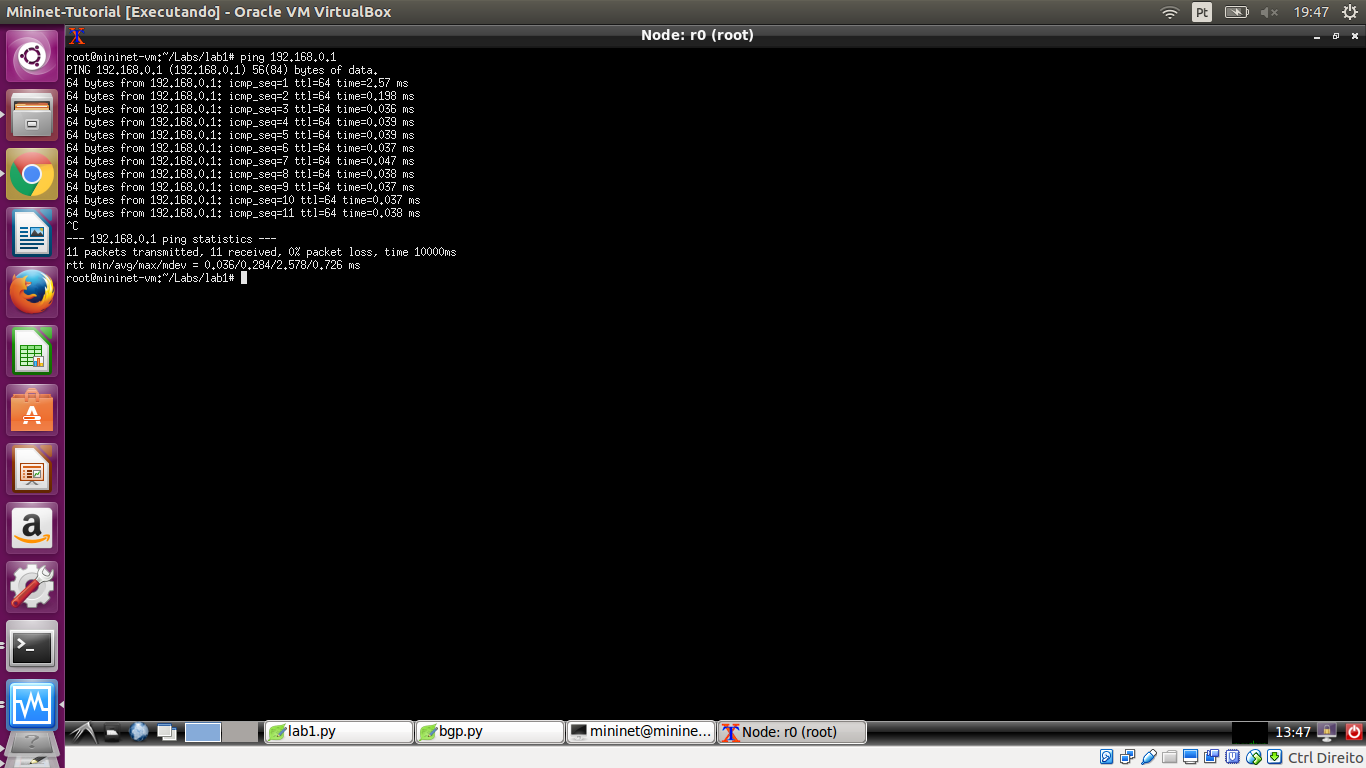 Mininet-Tutorial [Executando] - Oracle VM VirtualBox
Pt
19:47
Node: r0 (root)
root@mininet-vm:~/Labs/lab1# ping 192.168.0.1
PING 192.168.0.1 (192.168.0.1) 56(84) bytes of data.
64 bytes from 192.168.0.1: icmp_seq=1 ttl=64 time=2.57 ms
64 bytes from 192.168.0.1: icmp_seq=2 ttl=64 time=0.198 ms
64 bytes from 192.168.0.1: icmp_seq=3 ttl=64 time=0.036 ms
64 bytes from 192.168.0.1: icmp_seq=4 ttl=64 time=0.039 ms
64 bytes from 192.168.0.1: icmp_seq=5 ttl=64 time=0.039 ms
64 bytes from 192.168.0.1: icmp_seq=6 ttl=64 time=0.037 ms
64 bytes from 192.168.0.1: icmp_seq=7 ttl=64 time=0.047 ms
64 bytes from 192.168.0.1: icmp_seq=8 ttl=64 time=0.038 ms
64 bytes from 192.168.0.1: icmp_seq=9 ttl=64 time=0.037 ms
64 bytes from 192.168.0.1: icmp_seq=10 ttl=64 time=0.037 ms
64 bytes from 192.168.0.1: icmp_seq=11 ttl=64 time=0.038 ms
^C
--- 192.168.0.1 ping statistics ---
11 packets transmitted, 11 received, 0% packet loss, time 10000ms
rtt min/avg/max/mdev = 0.036/0.284/2.578/0.726 ms
root@mininet-vm:~/Labs/lab1#
lab1.py
bgp.py
mininet@minine...
Node: r0 (root)
13:47
Ctrl Direito